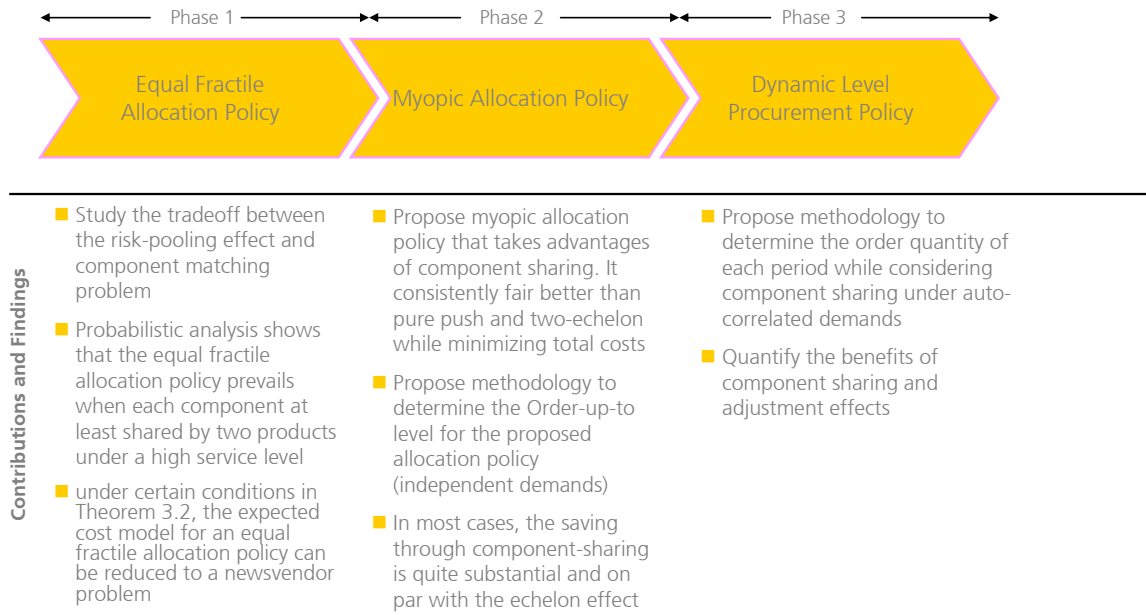 Phase 1
Phase 2
Phase 3
Equal Fractile
Allocation Policy
Myopic Allocation Policy
Dynamic Level
Procurement Policy
Contributions and Findings
Study the tradeoff between
the risk-pooling effect and
component matching
problem
Probabilistic analysis shows
that the equal fractile
allocation policy prevails
when each component at
least shared by two products
under a high service level
under certain conditions in
Theorem 3.2, the expected
cost model for an equal
fractile allocation policy can
be reduced to a newsvendor
problem
Propose myopic allocation
policy that takes advantages
of component sharing. It
consistently fair better than
pure push and two-echelon
while minimizing total costs
Propose methodology to
determine the Order-up-to
level for the proposed
allocation policy
(independent demands)
In most cases, the saving
through component-sharing
is quite substantial and on
par with the echelon effect
Propose methodology to
determine the order quantity of
each period while considering
component sharing under auto-
correlated demands
Quantify the benefits of
component sharing and
adjustment effects